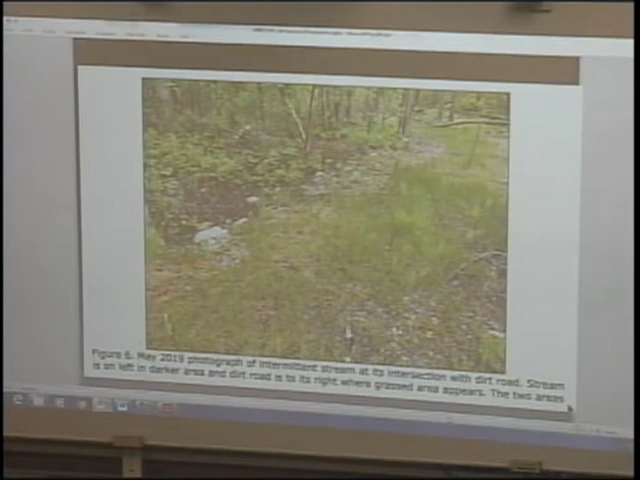 Figure 6. May 2019 photograph of intermittent stream at its intersection with dirt road. Stream
is on left in darker area and dirt road is to its right where grassed area appears. The two areas